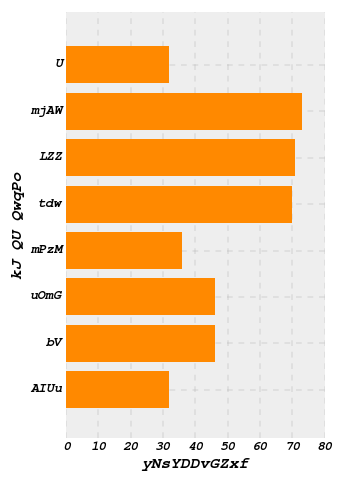 U
mjAW
LZZ
tdw
mPzM
uOmG
bV
AIUu
kJ QU QwqPo
0 10 20 30 40 50 60 70 80
yNsYDDvGZxf